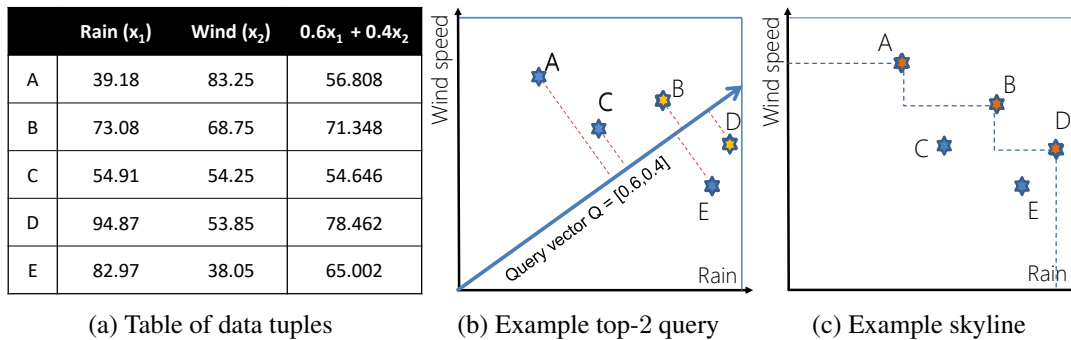 Rain (x1) Wind (x2) 0.6x1 + 0.4x2
A 39.18 83.25 56.808
B 73.08 68.75 71.348
C 54.91 54.25 54.646
D 94.87 53.85 78.462
E 82.97 38.05 65.002
(a) Table of data tuples
Wind speed
A
B
C
D
E
Query vector Q = [0.6,0.4]
Rain
(b) Example top-2 query
Wind speed
A
B
C
D
E
Rain
(c) Example skyline